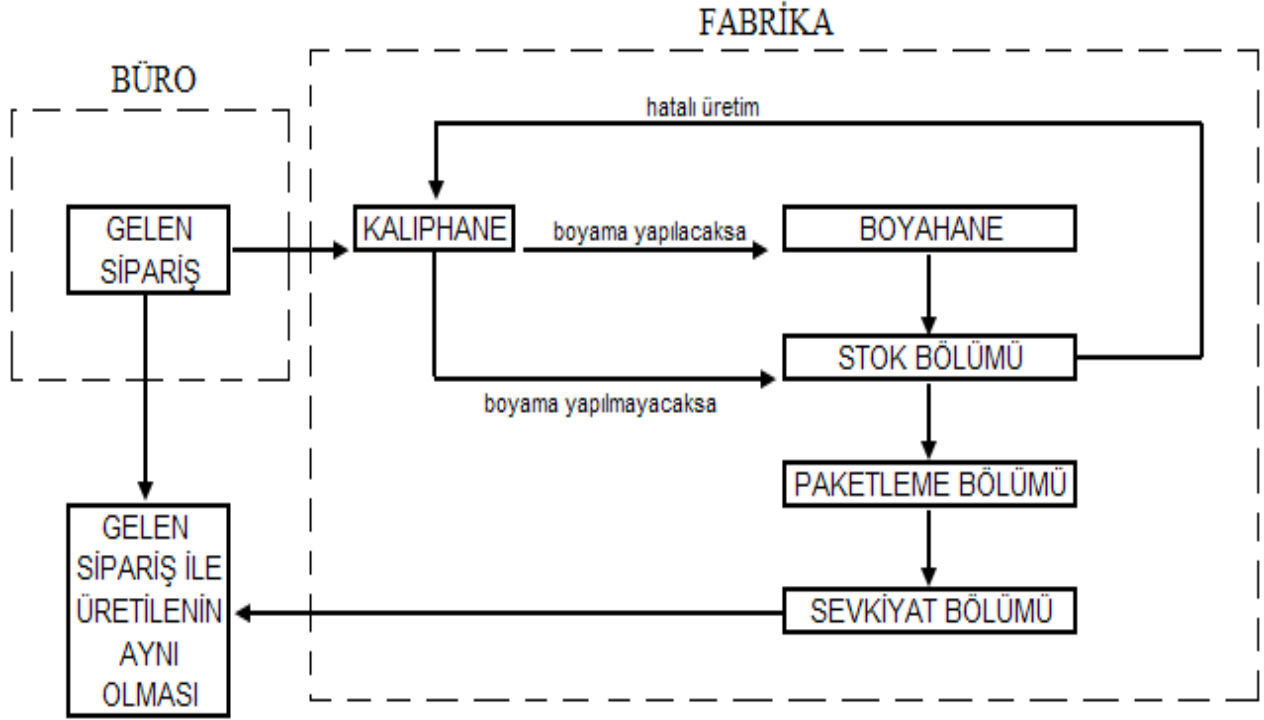 FABRİKA
BÜRO
hatalı üretim
GELEN
SİPARİŞ
KALIPHANE
boyama yapılacaksa
BOYAHANE
STOK BÖLÜMÜ
boyama yapılmayacaksa
PAKETLEME BÖLÜMÜ
GELEN
SİPARİŞ İLE
ÜRETİLENİN
AYNI
OLMASI
SEVKİYAT BÖLÜMÜ